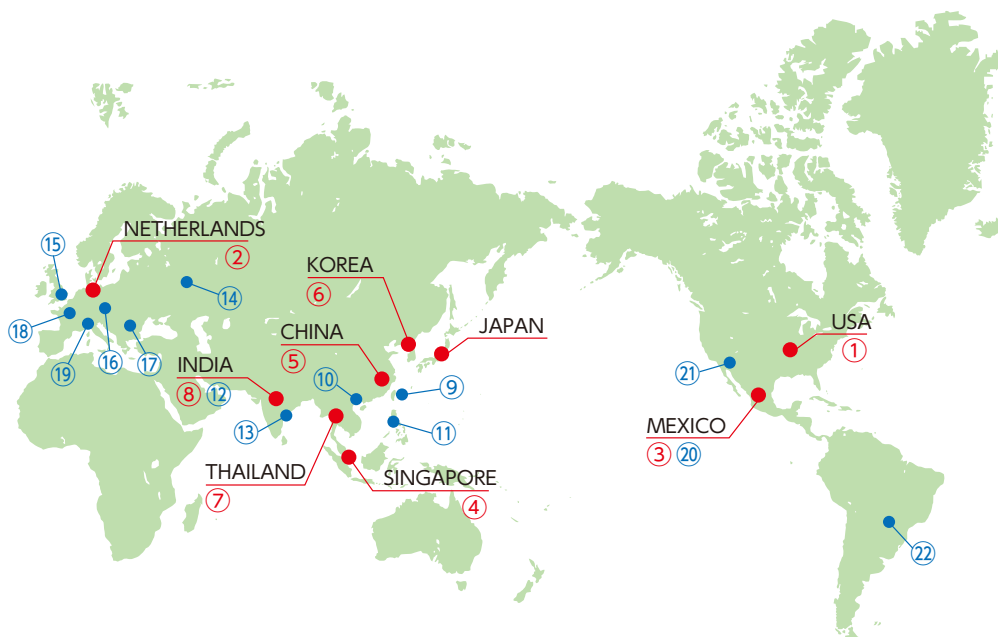 NETHERLANDS
②
⑮
⑭
⑱
⑲
⑯
⑰
KOREA
⑥
JAPAN
CHINA
⑤
INDIA
⑧ ⑫
⑩
⑨
⑬
⑪
THAILAND
⑦
SINGAPORE
④
USA
①
㉑
MEXICO
③ ⑳
㉒